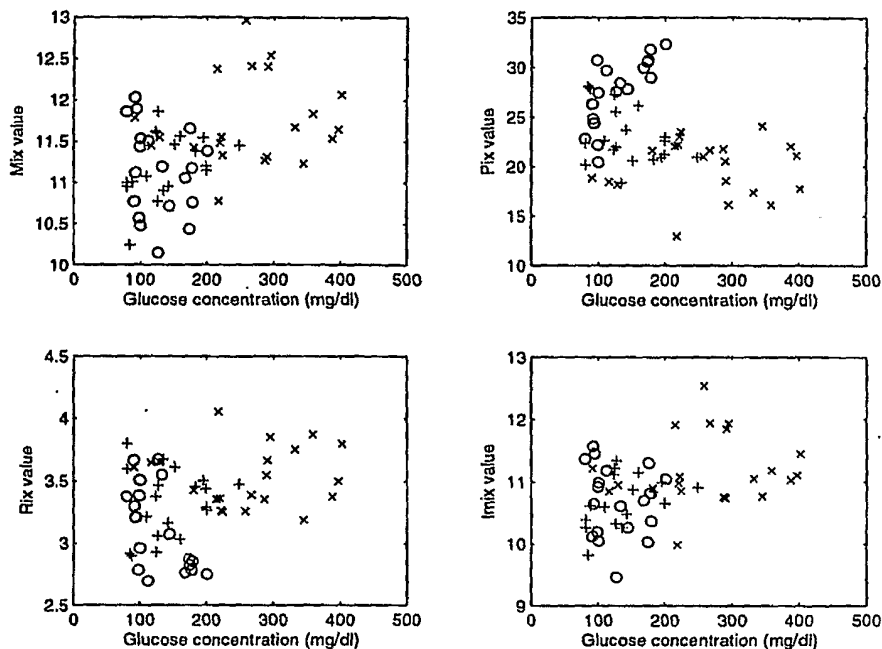 Mix value
13
12.5
12
11.5
11
10.5
10
0 100 200 300 400 500
Glucose concentration (mg/dl)
Pix value
35
30
25
20
15
10
0 100 200 300 400 500
Glucose concentration (mg/dl)
Rix value
4.5
4
3.5
3
2.5
0 100 200 300 400 500
Glucose concentration (mg/dl)
Imix value
13
12
11
10
9
0 100 200 300 400 500
Glucose concentration (mg/dl)